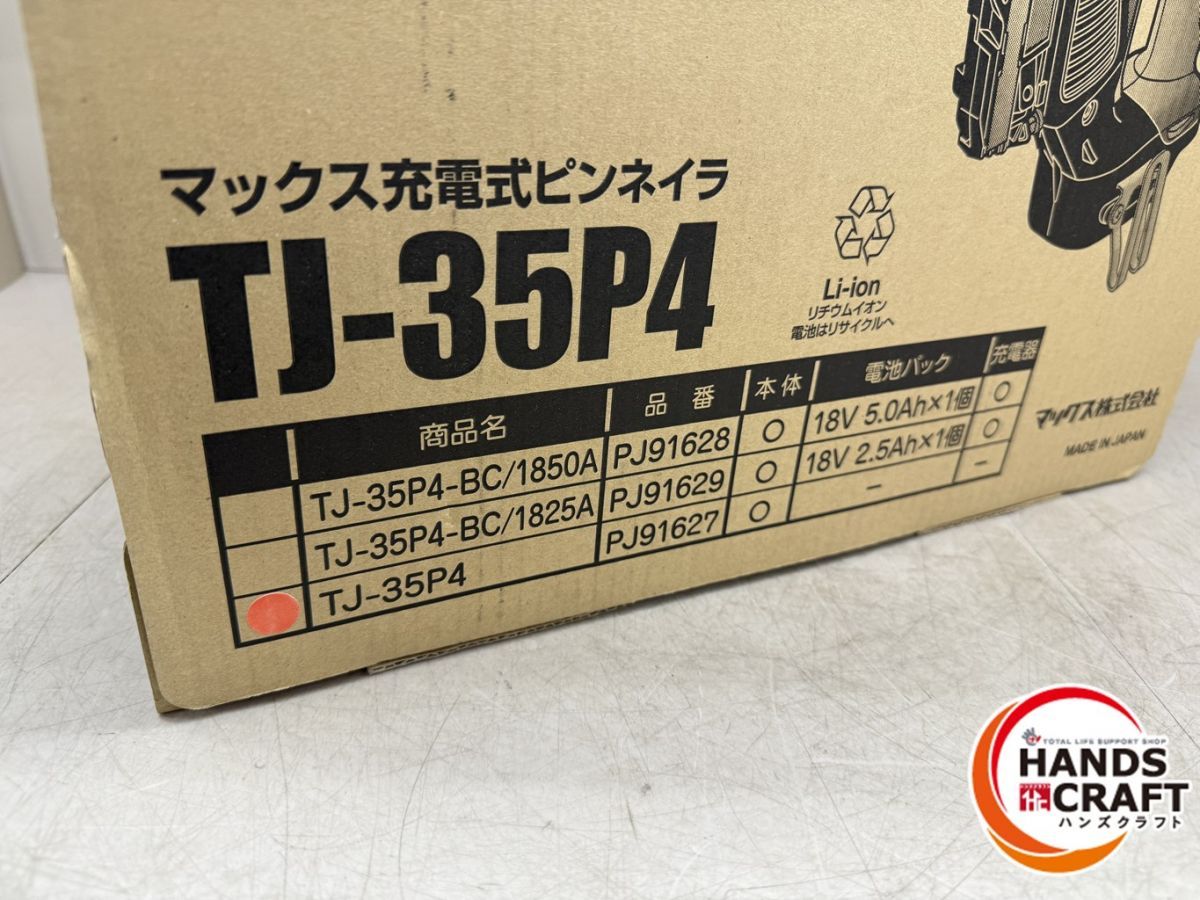 マックス充電式ピンネイラ
TJ-35P4
Li-ion
リチウムイオン
電池はリサイクルへ
商品名 品番 本体 電池パック 充電器
TJ-35P4-BC/1850A PJ91628 ○ 18V 5.0Ah×1個 ○
TJ-35P4-BC/1825A PJ91629 ○ 18V 2.5Ah×1個 ○
TJ-35P4 PJ91627 ○ − −
マックス株式会社
MADE IN JAPAN
TOTAL LIFE SUPPORT SHOP
HANDS
CRAFT
ハンズクラフト